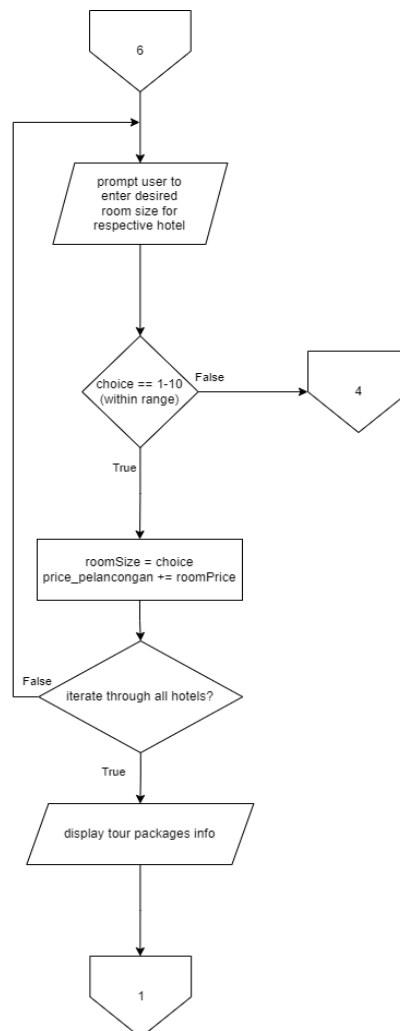 6
prompt user to
enter desired
room size for
respective hotel
choice == 1-10
(within range)
False
4
True
roomSize = choice
price_pelancongan += roomPrice
False
iterate through all hotels?
True
display tour packages info
1